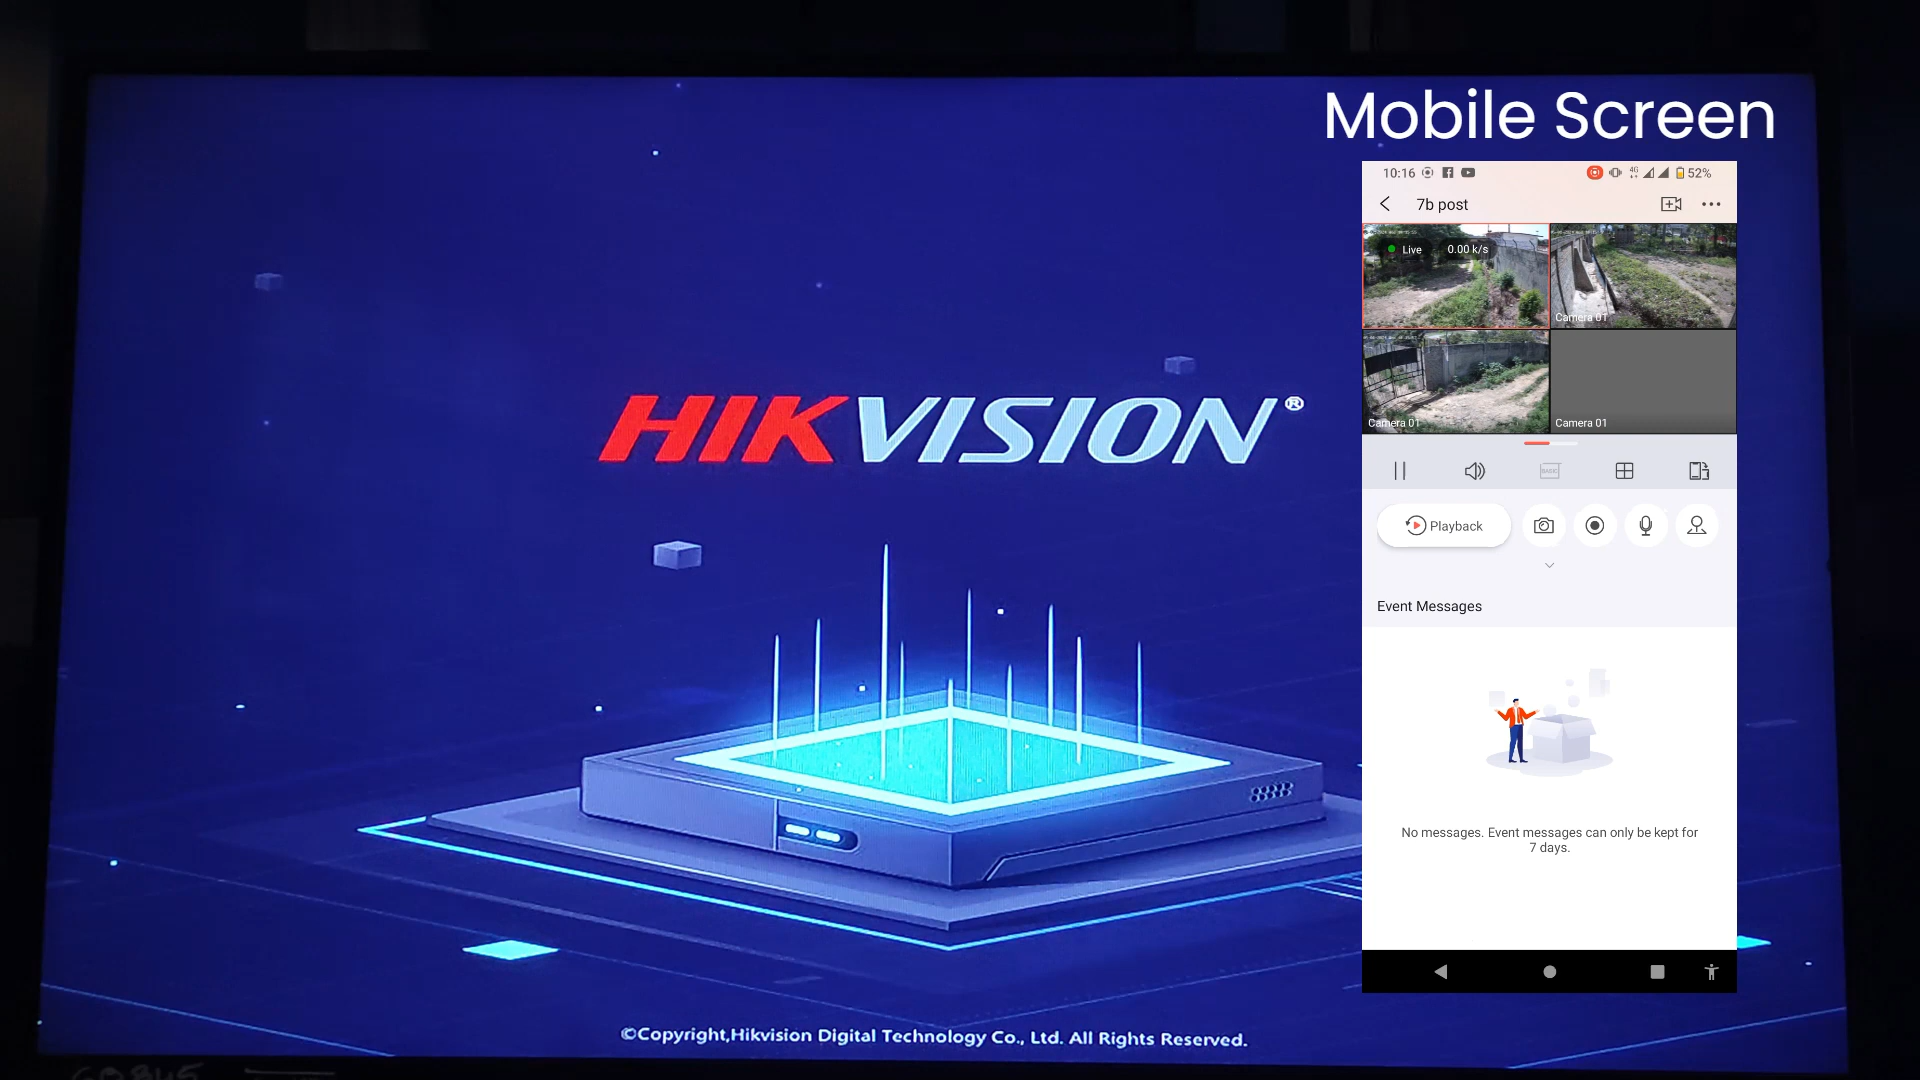 Mobile Screen
10:16
4G
52%
7b post
Live
0.00 k/s
Camera 01
Camera 01
Camera 01
HIKVISION®
BASIC
Playback
Event Messages
No messages. Event messages can only be kept for
7 days.
©Copyright,Hikvision Digital Technology Co., Ltd. All Rights Reserved.